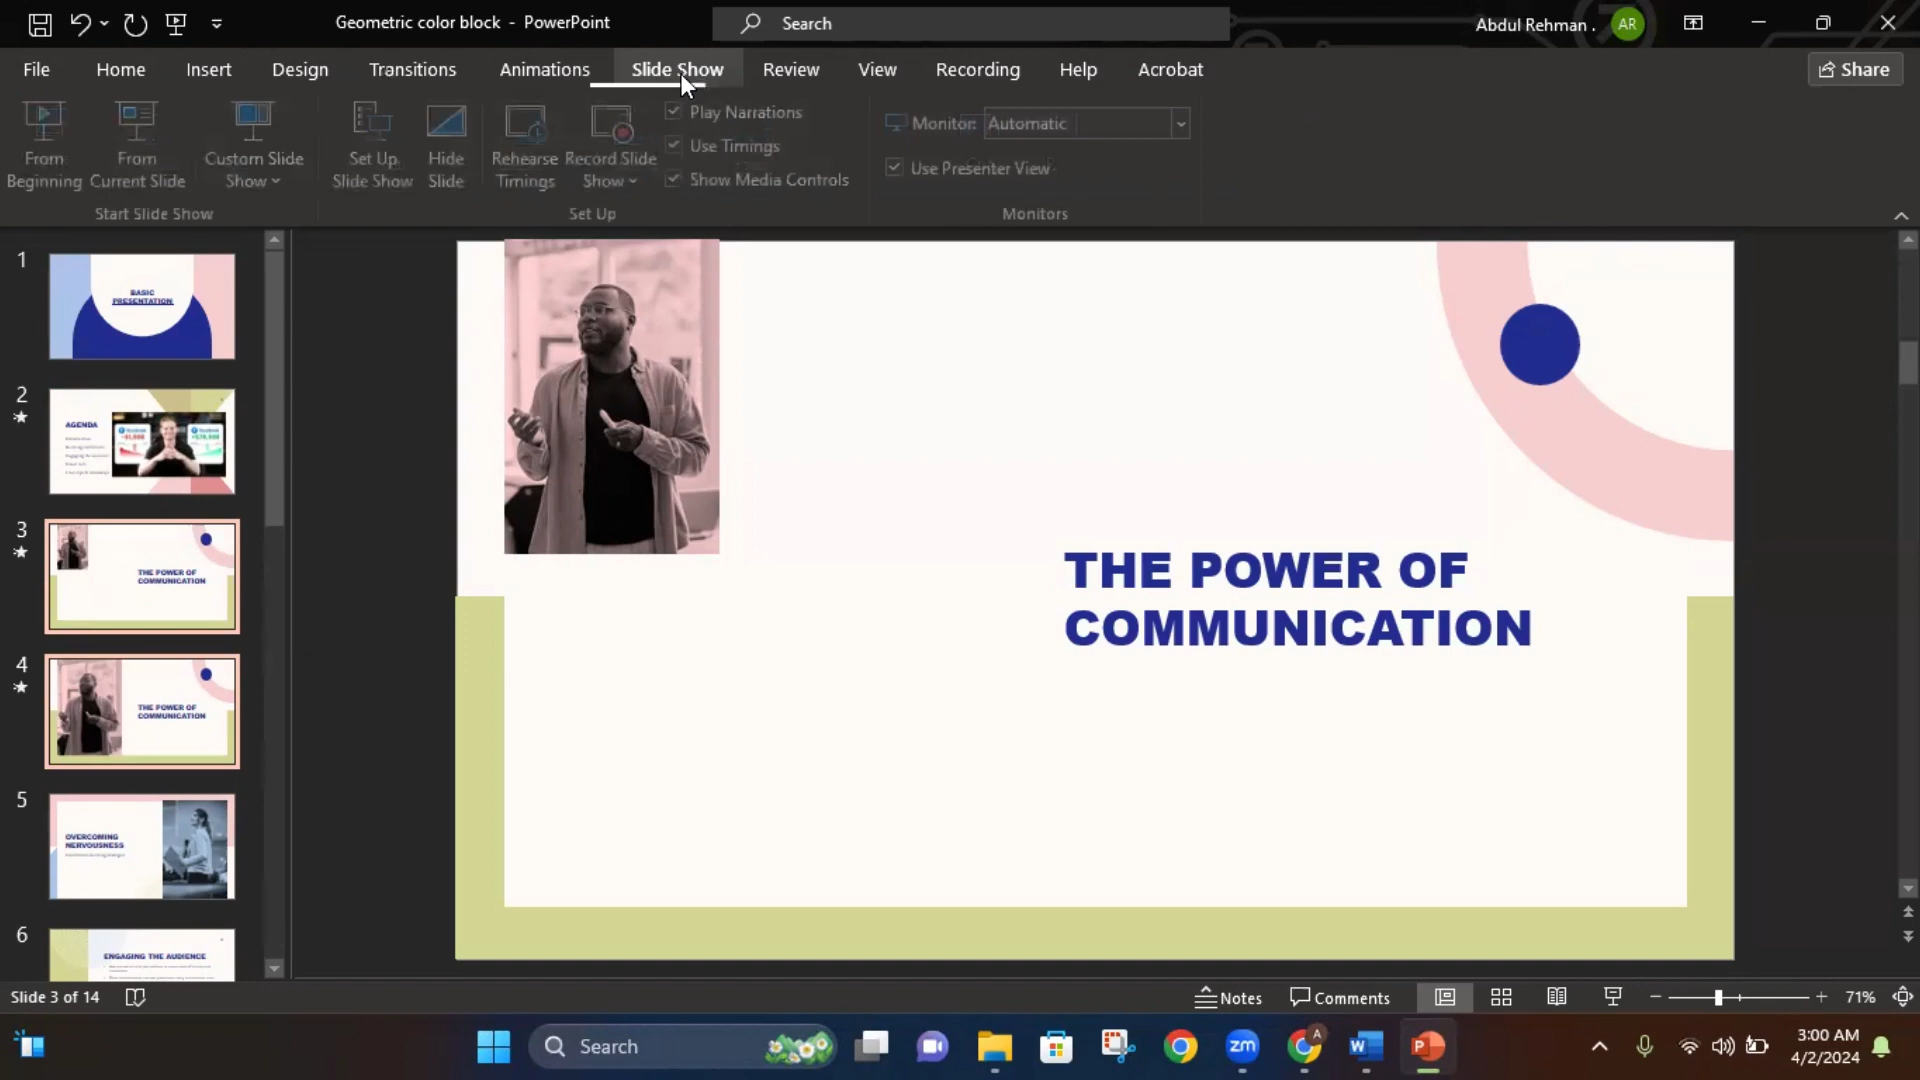 Geometric color block - PowerPoint
Search
Abdul Rehman .
AR
File
Home
Insert
Design
Transitions
Animations
Slide Show
Review
View
Recording
Help
Acrobat
Share
From
Beginning
From
Current Slide
Custom Slide
Show
Set Up
Slide Show
Hide
Slide
Rehearse
Timings
Record Slide
Show
Play Narrations
Use Timings
Show Media Controls
Monitor:
Automatic
Use Presenter View
Start Slide Show
Set Up
Monitors
1
BASIC
PRESENTATION
2
AGENDA
3
THE POWER OF
COMMUNICATION
4
THE POWER OF
COMMUNICATION
5
OVERCOMING
NERVOUSNESS
6
ENGAGING THE AUDIENCE
THE POWER OF
COMMUNICATION
Slide 3 of 14
Notes
Comments
71%
Search
zm
A
W
P
3:00 AM
4/2/2024